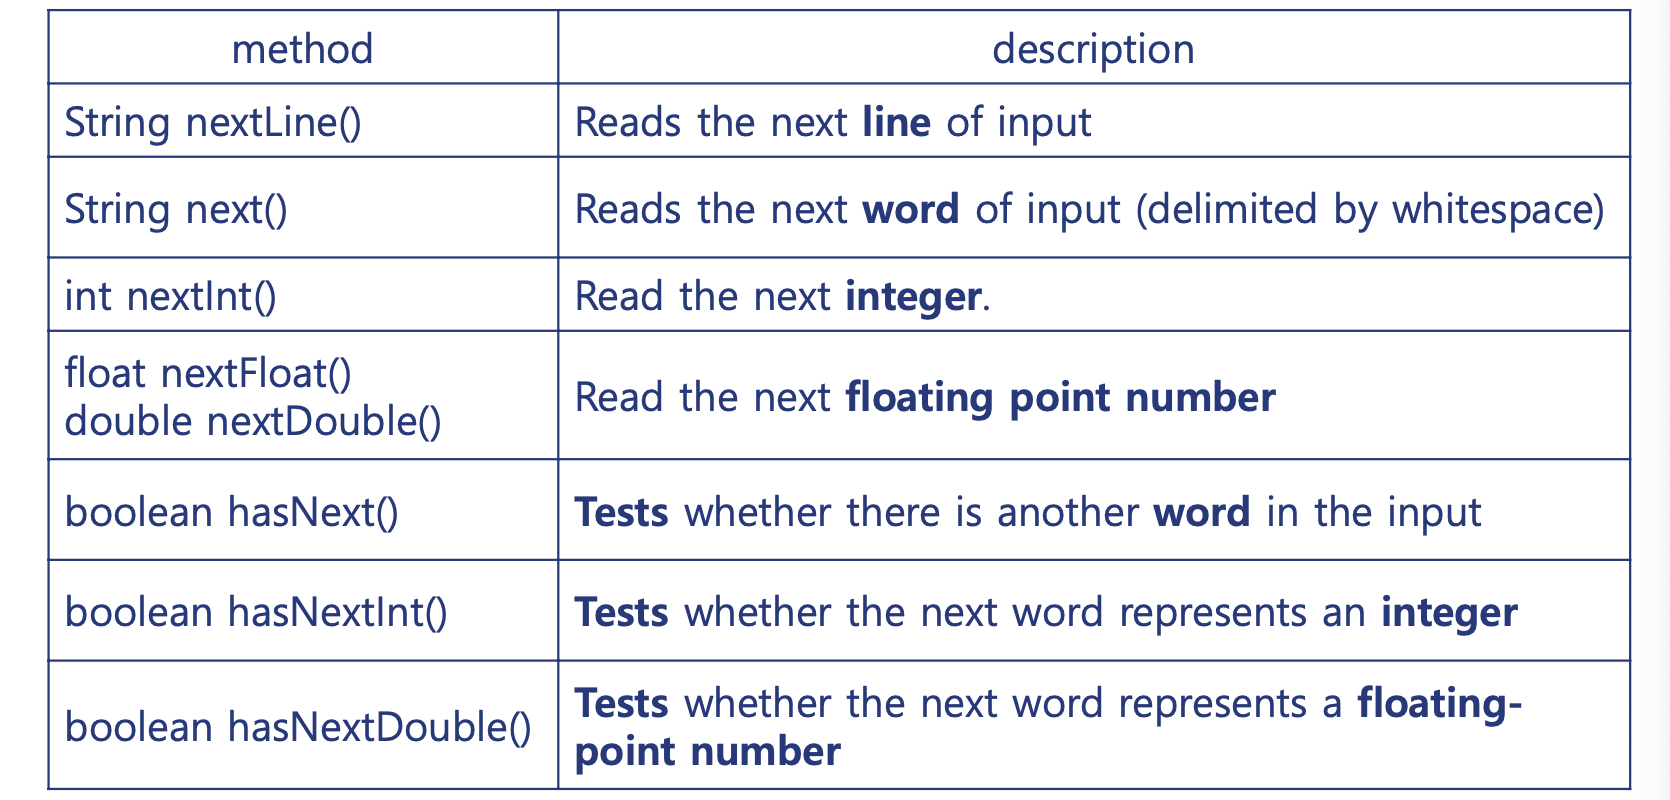 method
description
String nextLine()
Reads the next line of input
String next()
Reads the next word of input (delimited by whitespace)
int nextInt()
Read the next integer.
float nextFloat()
double nextDouble()
Read the next floating point number
boolean hasNext()
Tests whether there is another word in the input
boolean hasNextInt()
Tests whether the next word represents an integer
boolean hasNextDouble()
Tests whether the next word represents a floating-
point number